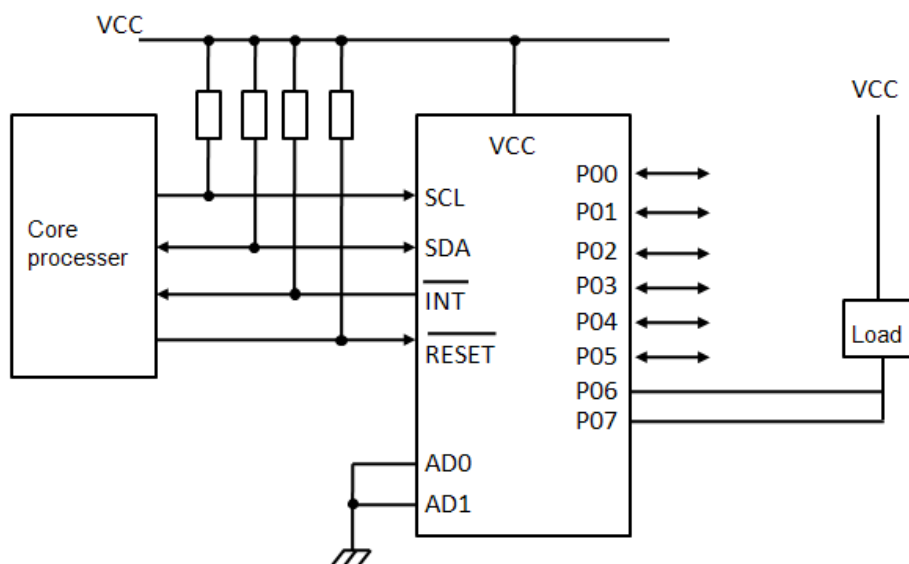 VCC
VCC
Core
processer
SCL
SDA
INT
RESET
AD0
AD1
VCC
P00
P01
P02
P03
P04
P05
P06
P07
Load